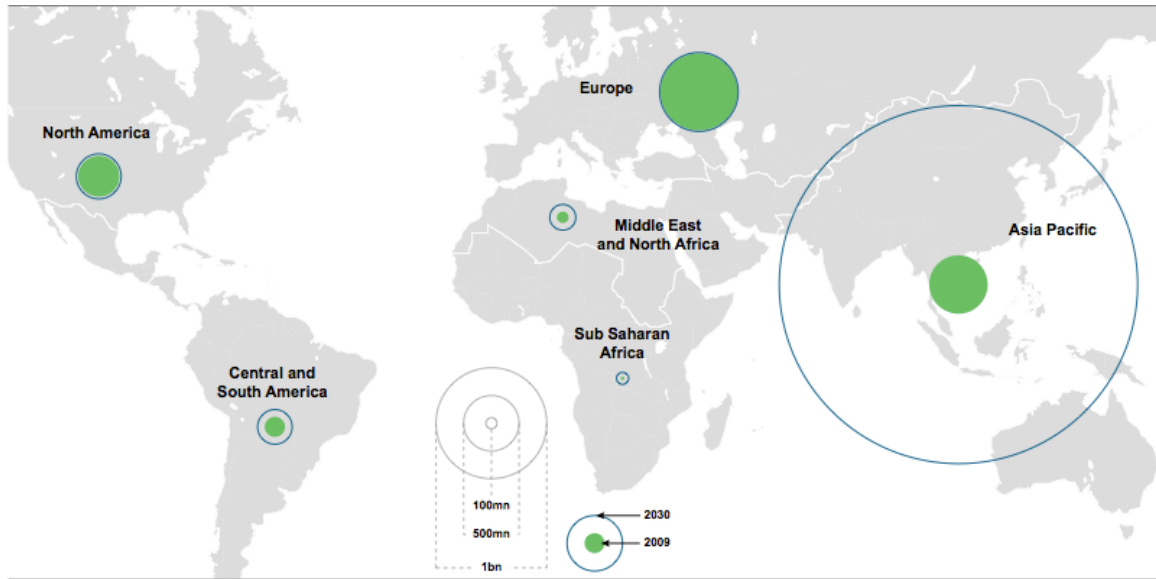 Europe
North America
Middle East
and North Africa
Asia Pacific
Sub Saharan
Africa
Central and
South America
100mn
500mn
1bn
2030
2009